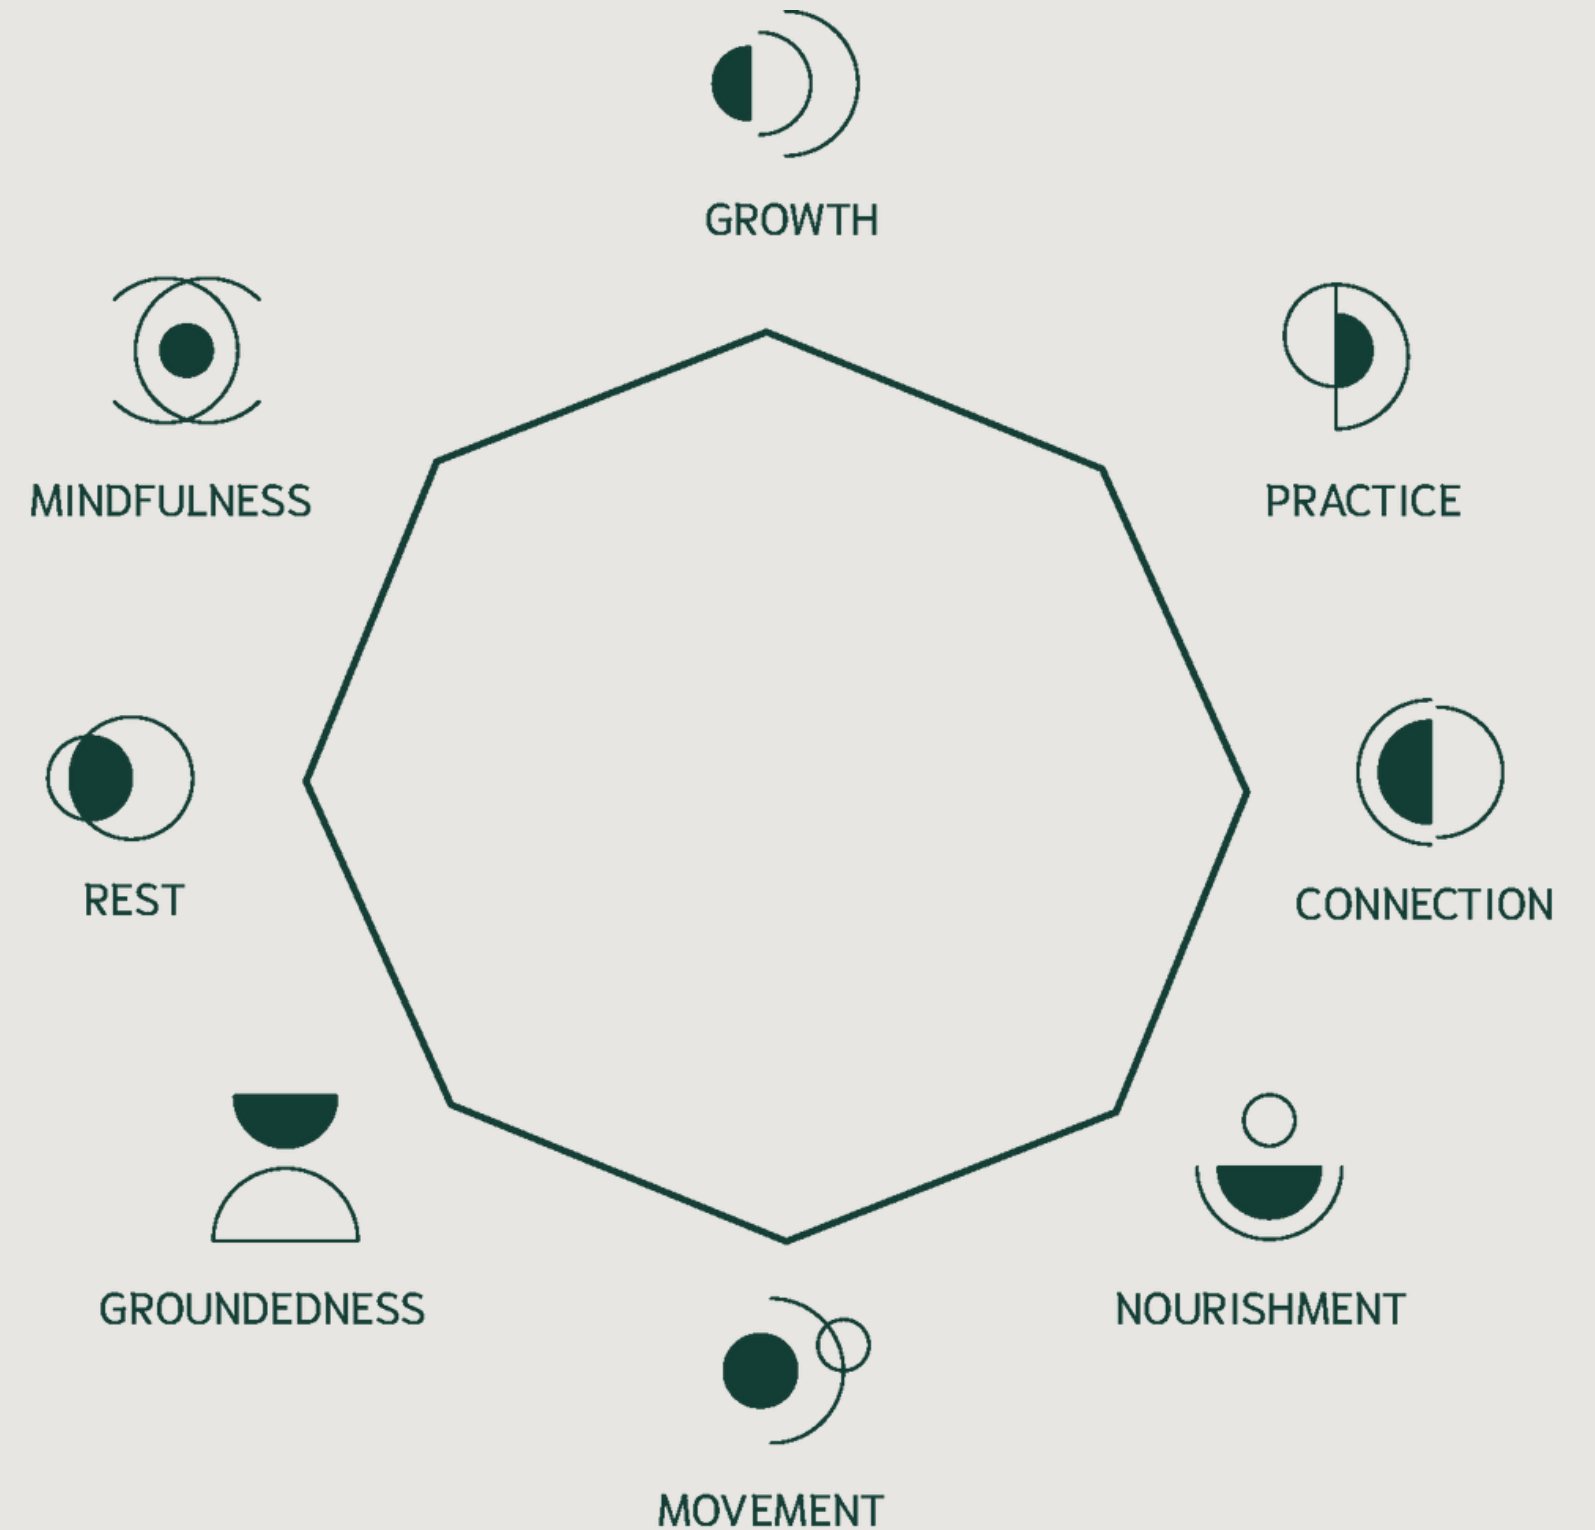 GROWTH
MINDFULNESS
PRACTICE
REST
CONNECTION
GROUNDEDNESS
NOURISHMENT
MOVEMENT